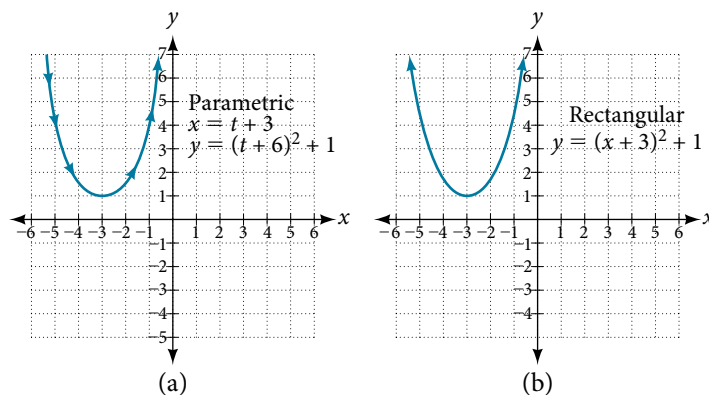 y
7
6
5
4
3
2
1
Parametric
x = t + 3
y = (t + 6)² + 1
x
−6 −5 −4 −3 −2 −1 1 2 3 4 5 6
−1
−2
−3
−4
−5
(a)
y
7
6
5
4
3
2
1
Rectangular
y = (x + 3)² + 1
x
−6 −5 −4 −3 −2 −1 1 2 3 4 5 6
−1
−2
−3
−4
−5
(b)